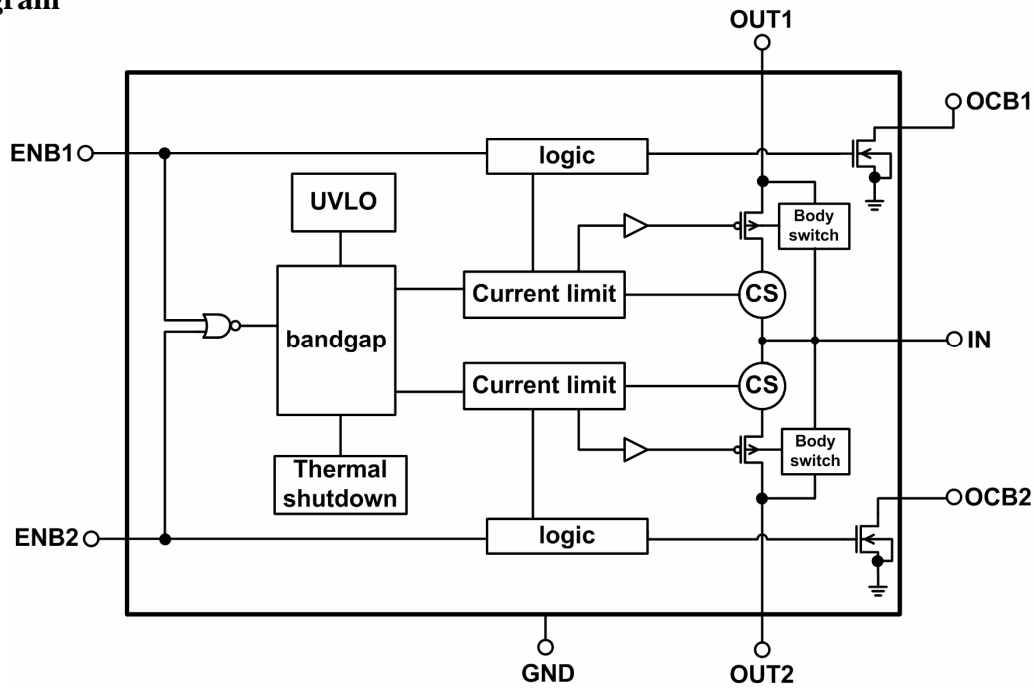 OUT1
OCB1
ENB1
logic
UVLO
Body
switch
Current limit
CS
bandgap
IN
Current limit
CS
Body
switch
Thermal
shutdown
OCB2
ENB2
logic
GND
OUT2